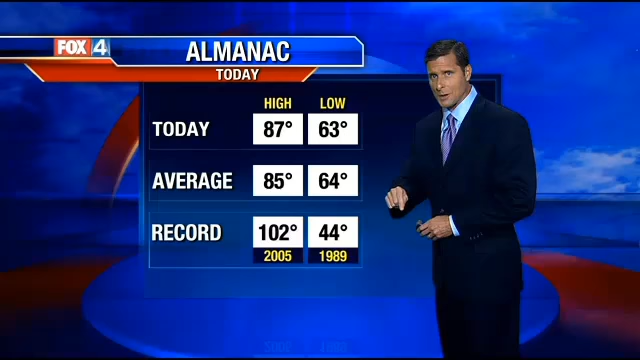 FOX 4
ALMANAC
TODAY
HIGH LOW
TODAY 87° 63°
AVERAGE 85° 64°
RECORD 102° 44°
2005 1989